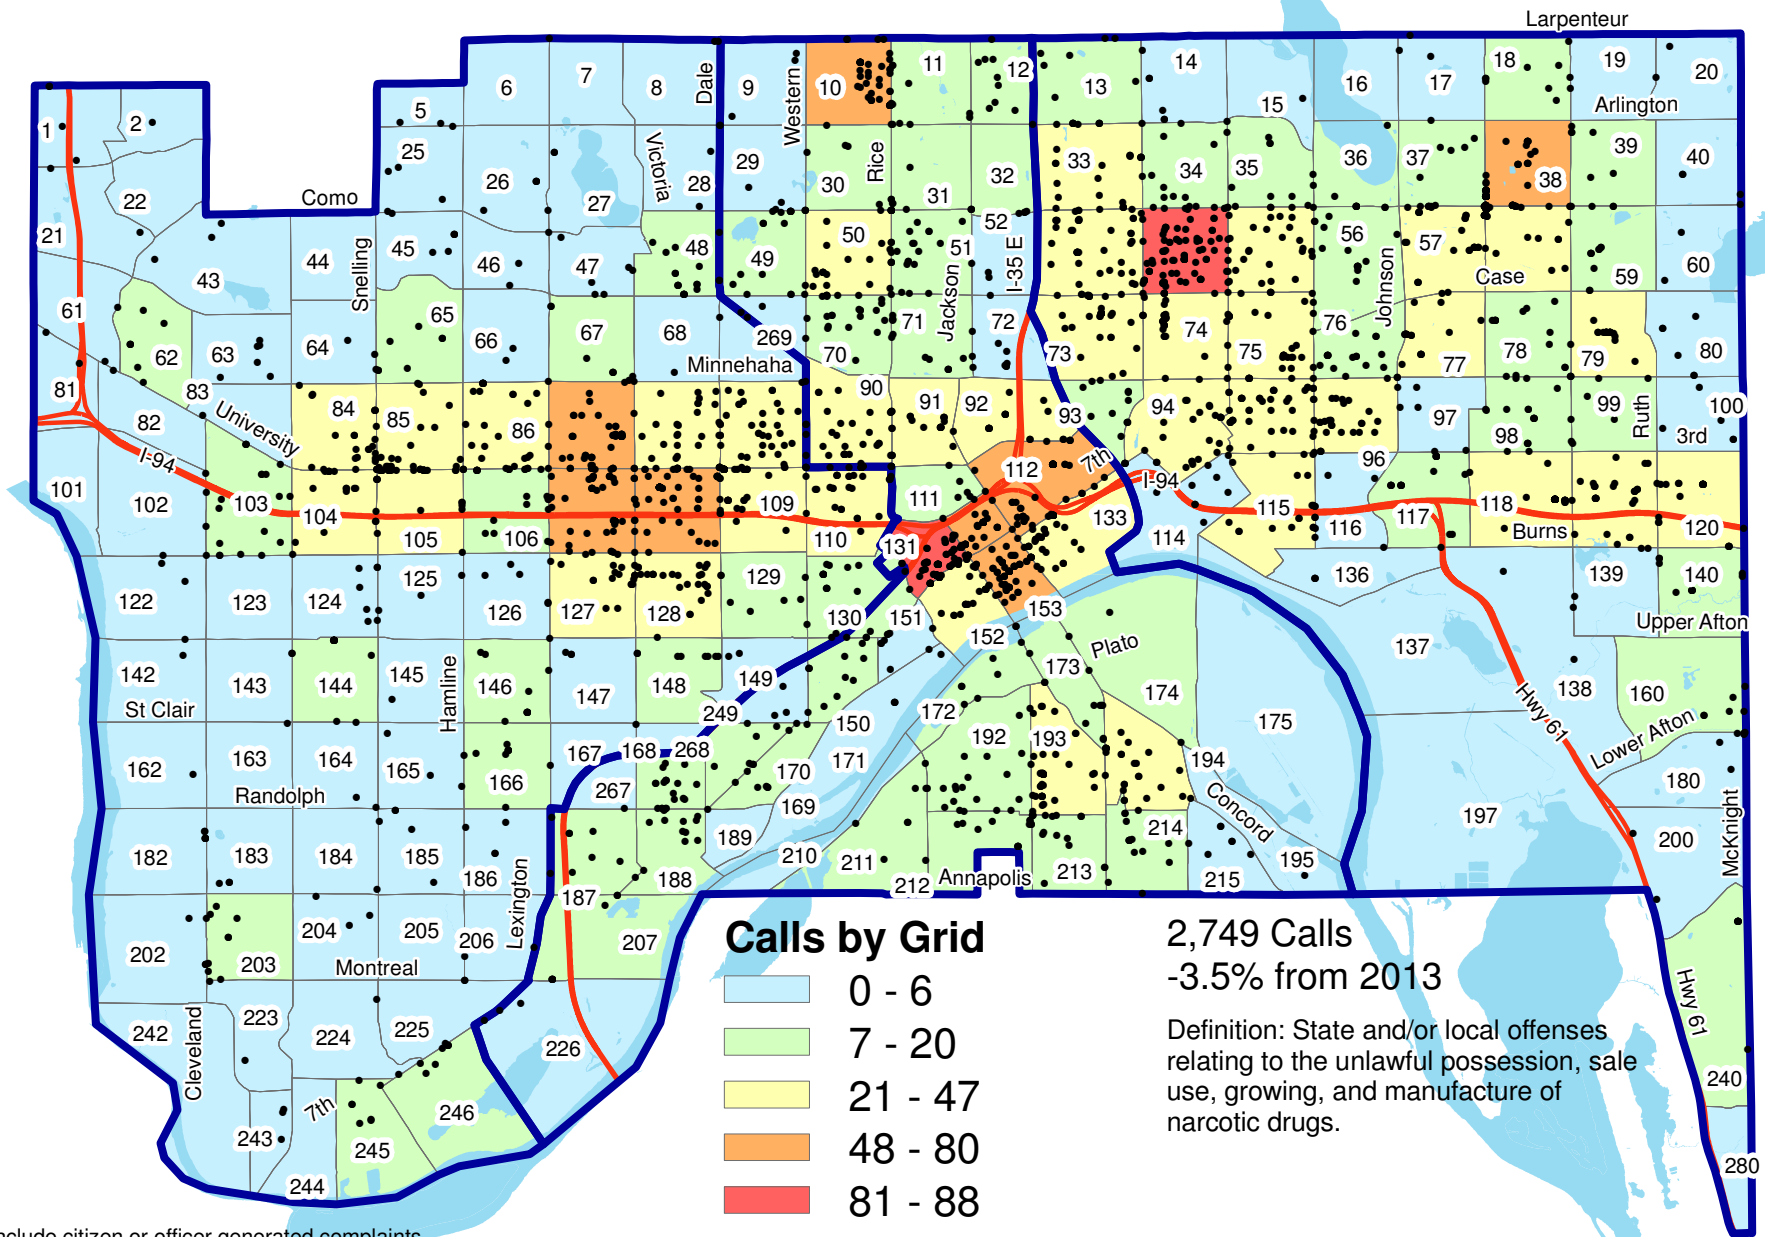 Larpenteur
6 7 8 Dale 9 Western 10 11 12 13 14 15 16 17 18 19 20
Arlington
1 2 5 25 26 27 Victoria 28 29 30 Rice 31 32 33 34 35 36 37 38 39 40
Como
22 21 43 44 Snelling 45 46 47 48 49 50 51 52 I-35 E 56 Johnson 57 Case 59 60
61 62 63 64 65 66 67 68 269 70 71 Jackson 72 73 74 75 76 77 78 79 80
Minnehaha
81 82 83 University 84 85 86 90 91 92 93 94 97 98 99 Ruth 100
3rd
I-94 7th I-94 96
101 102 103 104 105 106 109 110 111 112 133 114 115 116 117 118 120
Burns
122 123 124 125 126 127 128 129 130 131 151 152 153 136 139 140
Upper Afton
142 143 144 145 Hamline 146 147 148 149 249 150 172 173 Plato 174 175 137 138 160
St Clair
Hwy 61
Lower Afton
162 163 164 165 166 167 168 268 267 170 171 169 192 193 194 197 180
Randolph
Concord
McKnight
182 183 184 185 186 Lexington 187 188 189 210 211 212 213 214 215 195 200
Annapolis
202 203 204 205 206 207
Montreal
Cleveland
242 223 224 225 226 Hwy 61 240
243 7th 245 246
244 280
Calls by Grid
0 - 6
7 - 20
21 - 47
48 - 80
81 - 88
2,749 Calls
-3.5% from 2013
Definition: State and/or local offenses
relating to the unlawful possession, sale
use, growing, and manufacture of
narcotic drugs.
nclude citizen or officer generated complaints